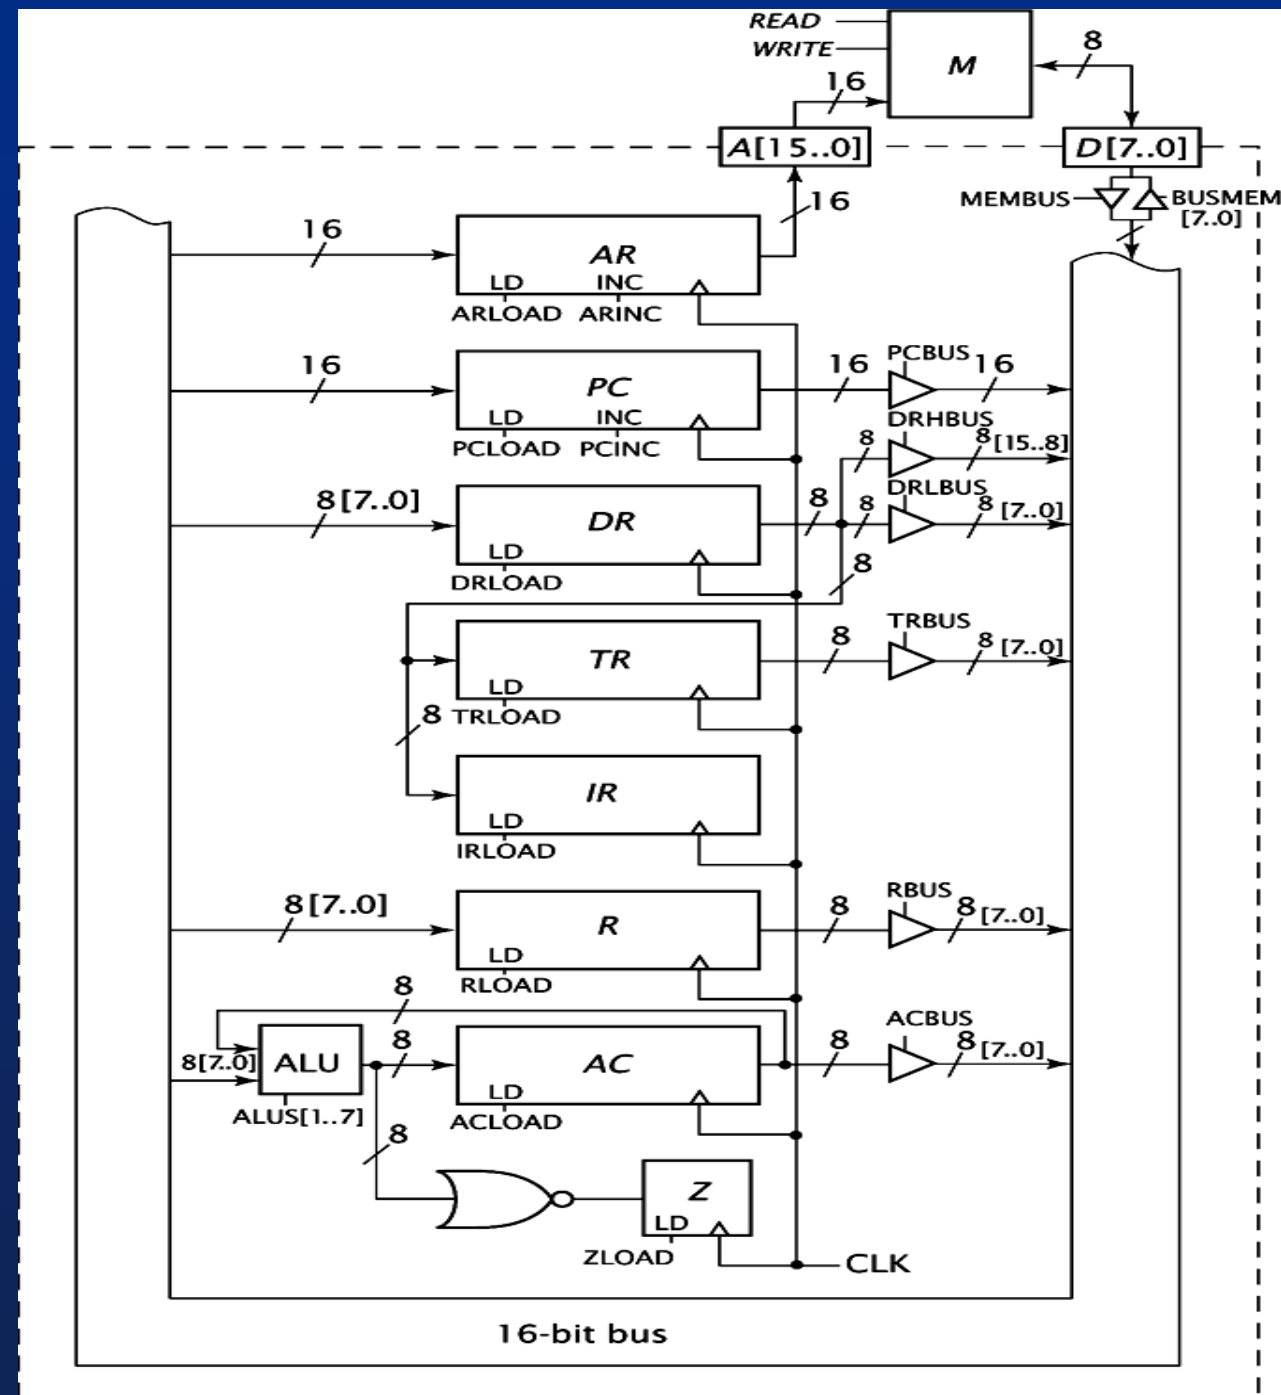 READ
WRITE
M
8
16
A[15..0]
D[7..0]
MEMBUS
BUSMEM
[7..0]
16
16
AR
LD INC
ARLOAD ARINC
16
PC
LD INC
PCLOAD PCINC
16
PCBUS
16
DRHBUS
8
8 [15..8]
8 [7..0]
DR
LD
DRLOAD
8
8
DRLBUS
8 [7..0]
8
TR
LD
8 TRLOAD
8
TRBUS
8 [7..0]
IR
LD
IRLOAD
8 [7..0]
R
LD
RLOAD
8
RBUS
8 [7..0]
8
8[7..0]
ALU
ALUS[1..7]
8
AC
LD
ACLOAD
8
ACBUS
8 [7..0]
8
Z
LD
ZLOAD
CLK
16-bit bus